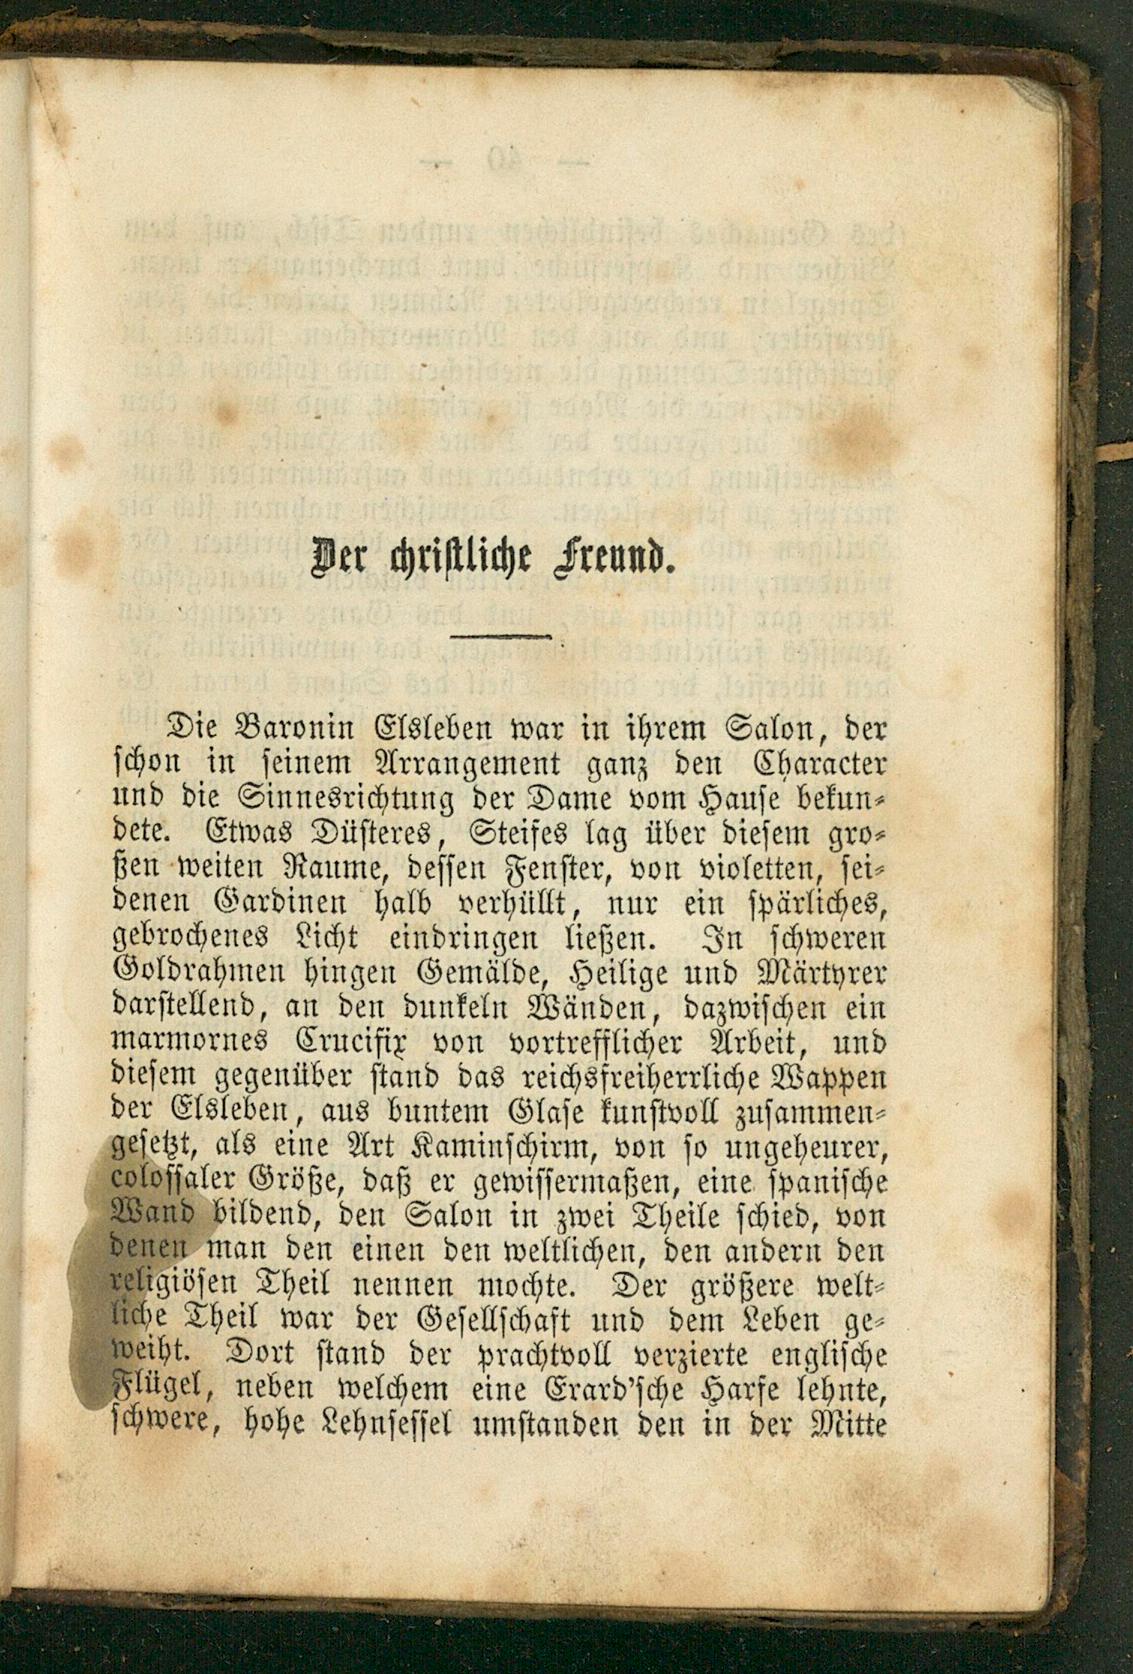 Der christliche Freund.
Die Baronin Elsleben war in ihrem Salon, der
schon in seinem Arrangement ganz den Character
und die Sinnesrichtung der Dame vom Hause bekun-
dete. Etwas Düsteres, Steifes lag über diesem gro-
ßen weiten Raume, dessen Fenster, von violetten, sei-
denen Gardinen halb verhüllt, nur ein spärliches,
gebrochenes Licht eindringen ließen. In schweren
Goldrahmen hingen Gemälde, Heilige und Märtyrer
darstellend, an den dunkeln Wänden, dazwischen ein
marmornes Crucifix von vortrefflicher Arbeit, und
diesem gegenüber stand das reichsfreiherrliche Wappen
der Elsleben, aus buntem Glase kunstvoll zusammen-
gesetzt, als eine Art Kaminschirm, von so ungeheurer,
colossaler Größe, daß er gewissermaßen, eine spanische
Wand bildend, den Salon in zwei Theile schied, von
denen man den einen den weltlichen, den andern den
religiösen Theil nennen mochte. Der größere welt-
liche Theil war der Gesellschaft und dem Leben ge-
weiht. Dort stand der prachtvoll verzierte englische
Flügel, neben welchem eine Erard'sche Harfe lehnte,
schwere, hohe Lehnsessel umstanden den in der Mitte